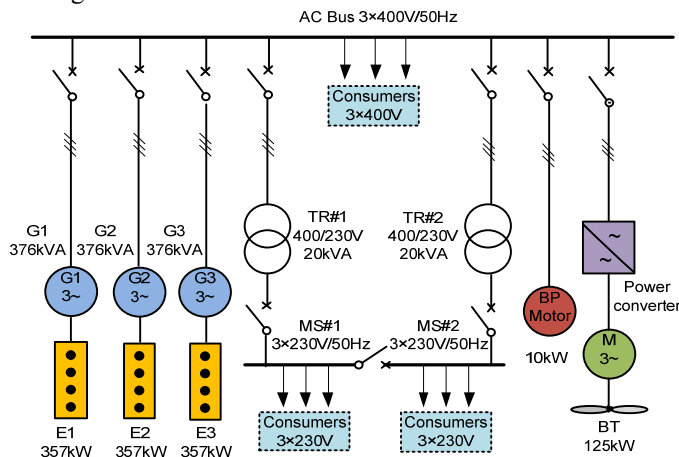 AC Bus 3×400V/50Hz
Consumers
3×400V
G1
376kVA
G2
376kVA
G3
376kVA
TR#1
400/230V
20kVA
TR#2
400/230V
20kVA
G1
3~
G2
3~
G3
3~
~
~
Power
converter
BP
Motor
10kW
MS#1
3×230V/50Hz
MS#2
3×230V/50Hz
M
3~
E1
357kW
E2
357kW
E3
357kW
Consumers
3×230V
Consumers
3×230V
BT
125kW